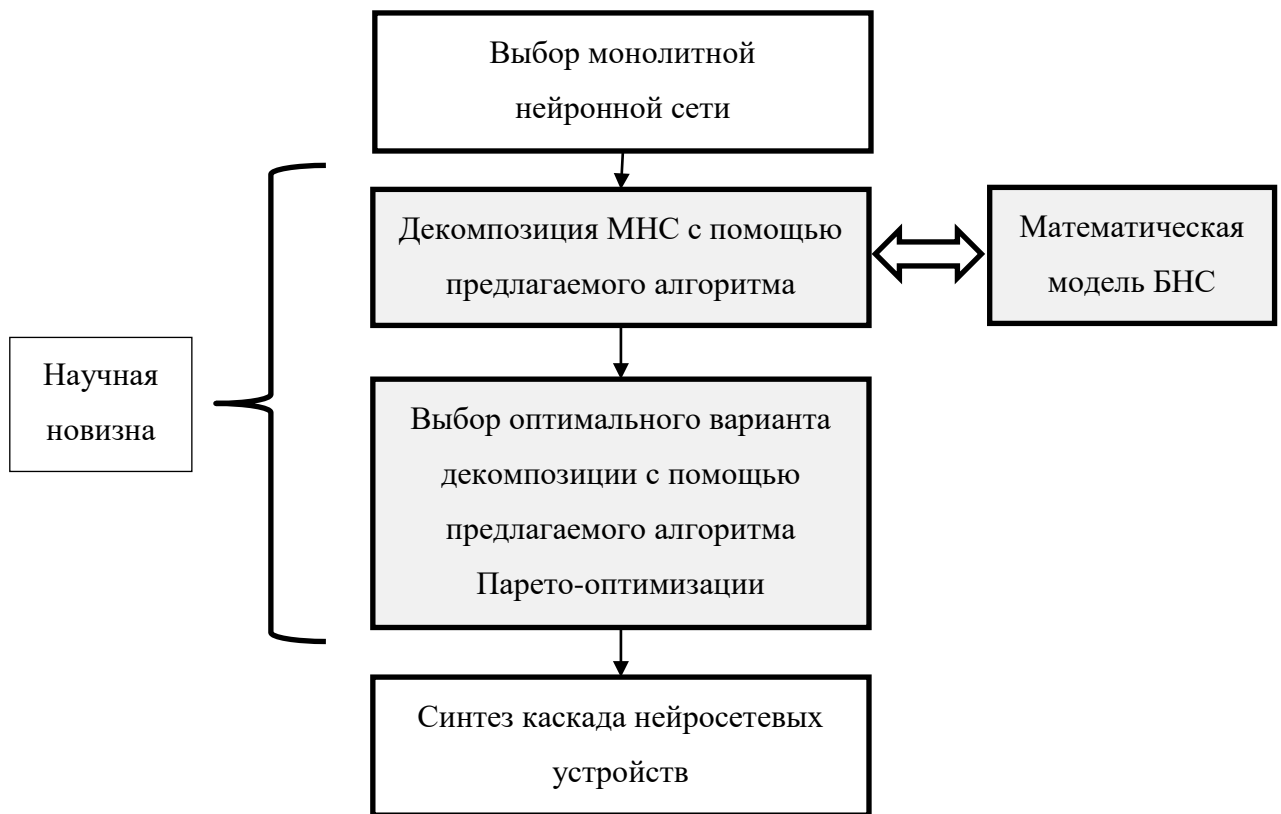 Выбор монолитной
нейронной сети
Декомпозиция МНС с помощью
предлагаемого алгоритма
Математическая
модель БНС
Научная
новизна
Выбор оптимального варианта
декомпозиции с помощью
предлагаемого алгоритма
Парето-оптимизации
Синтез каскада нейросетевых
устройств